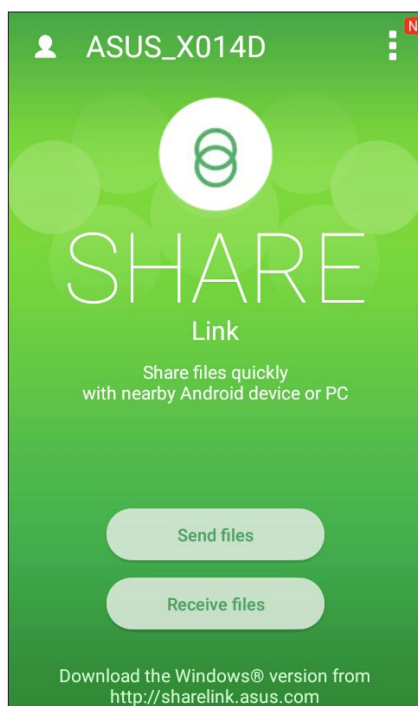 ASUS_X014D
N
SHARE
Link
Share files quickly
with nearby Android device or PC
Send files
Receive files
Download the Windows® version from
http://sharelink.asus.com